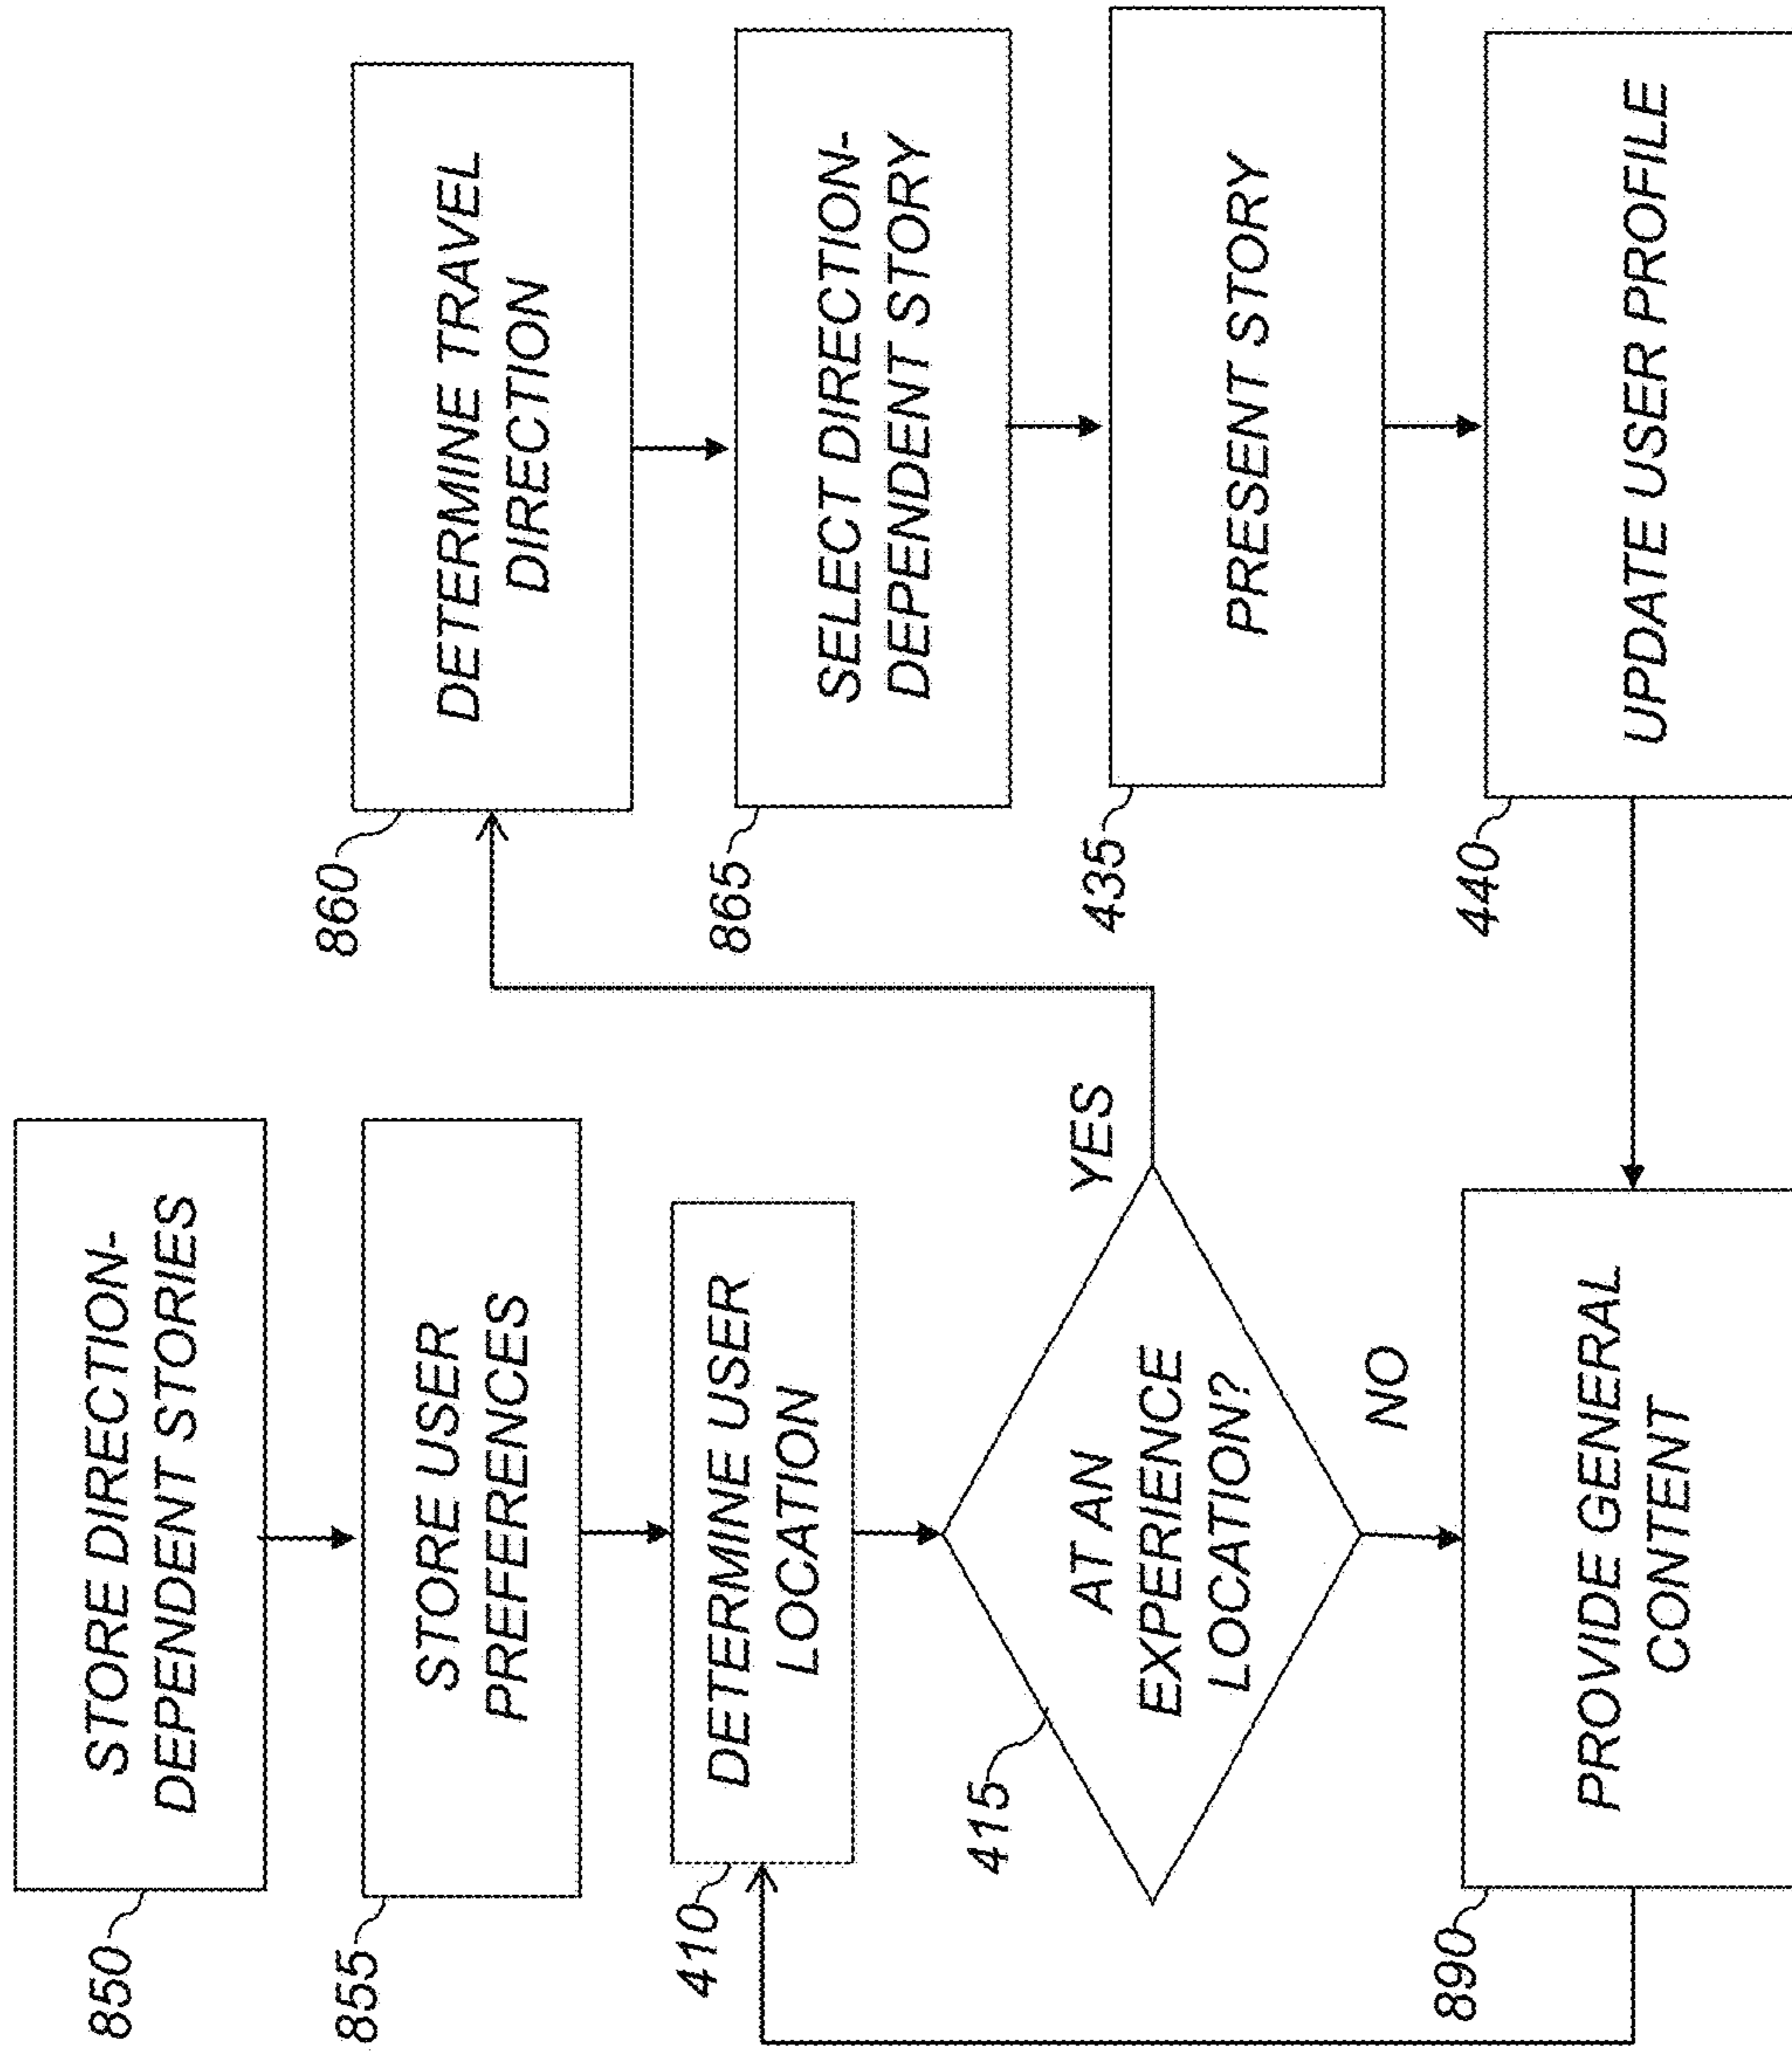 850
STORE DIRECTION-
DEPENDENT STORIES
855
STORE USER
PREFERENCES
410
DETERMINE USER
LOCATION
415
AT AN
EXPERIENCE
LOCATION?
YES
NO
890
PROVIDE GENERAL
CONTENT
860
DETERMINE TRAVEL
DIRECTION
865
SELECT DIRECTION-
DEPENDENT STORY
435
PRESENT STORY
440
UPDATE USER PROFILE